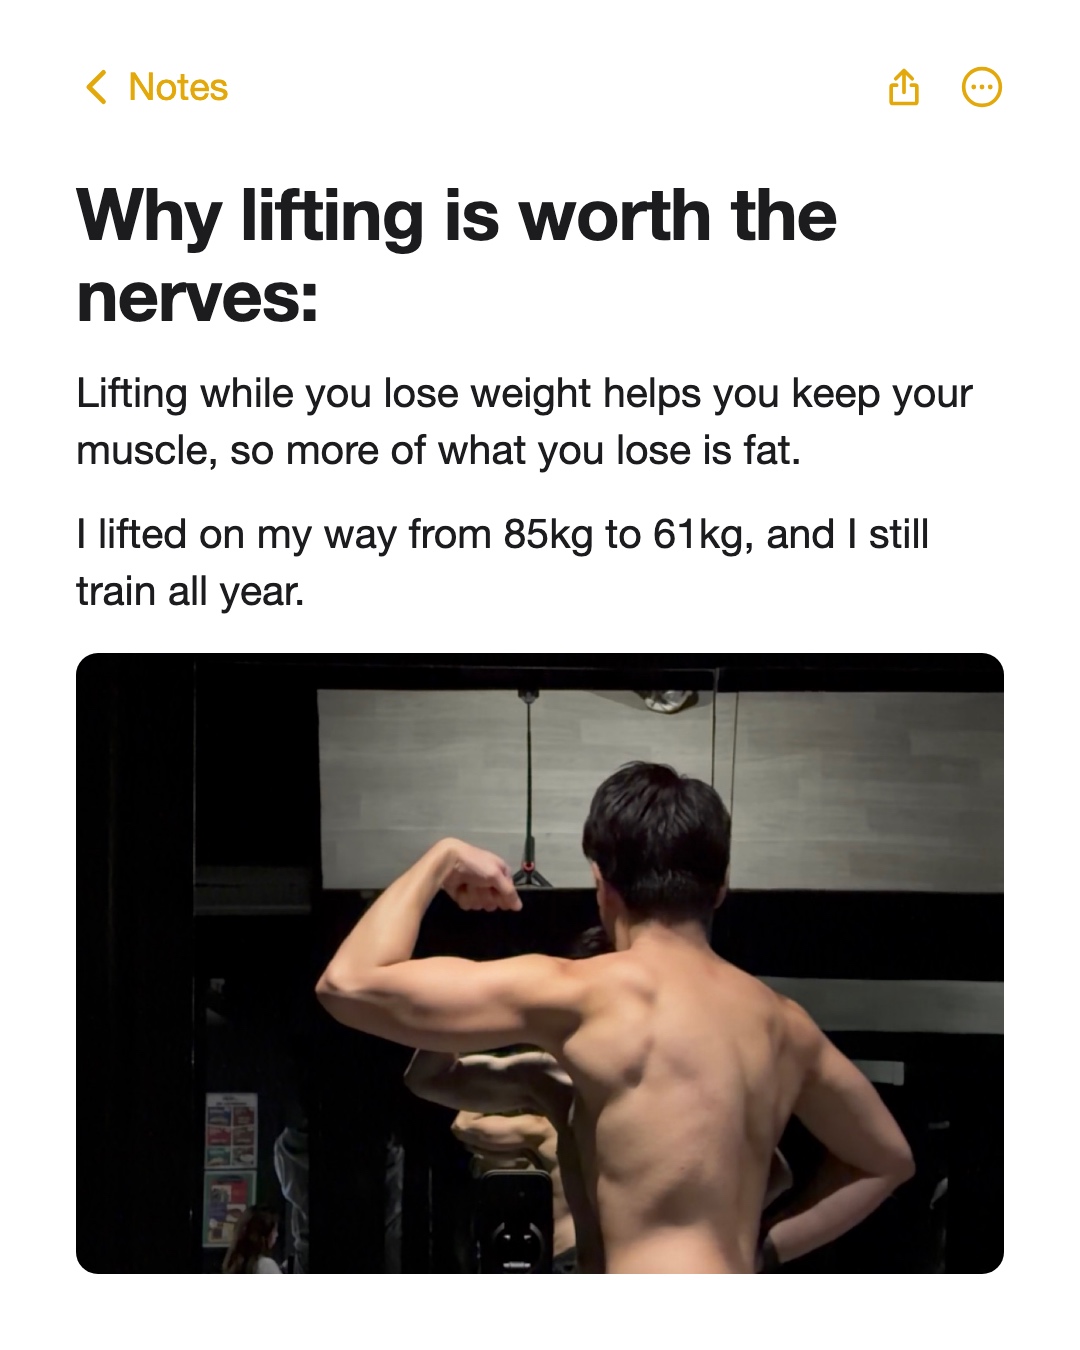 Notes
Why lifting is worth the
nerves:
Lifting while you lose weight helps you keep your
muscle, so more of what you lose is fat.
I lifted on my way from 85kg to 61kg, and I still
train all year.